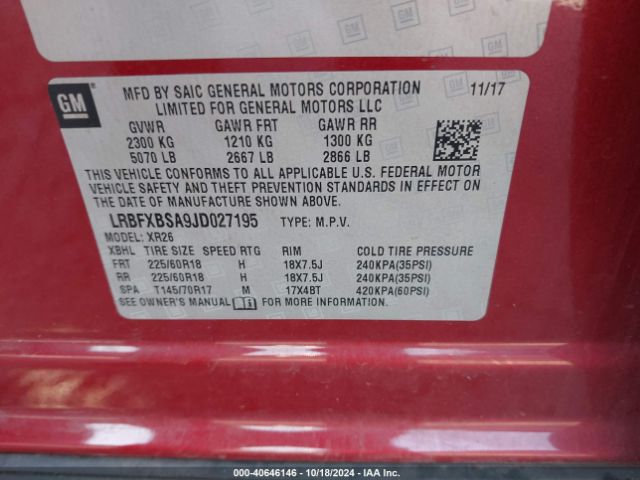 GM
MFD BY SAIC GENERAL MOTORS CORPORATION 11/17
LIMITED FOR GENERAL MOTORS LLC
GVWR GAWR FRT GAWR RR
2300 KG 1210 KG 1300 KG
5070 LB 2667 LB 2866 LB
THIS VEHICLE CONFORMS TO ALL APPLICABLE U.S. FEDERAL MOTOR
VEHICLE SAFETY AND THEFT PREVENTION STANDARDS IN EFFECT ON
THE DATE OF MANUFACTURE SHOWN ABOVE.
LRBFXBSA9JD027195 TYPE: M.P.V.
MODEL: XR26
XBHL TIRE SIZE SPEED RTG RIM COLD TIRE PRESSURE
FRT 225/60R18 H 18X7.5J 240KPA(35PSI)
RR 225/60R18 H 18X7.5J 240KPA(35PSI)
SPA T145/70R17 M 17X4BT 420KPA(60PSI)
SEE OWNER'S MANUAL FOR MORE INFORMATION.
000-40646146 - 10/18/2024 - IAA Inc.